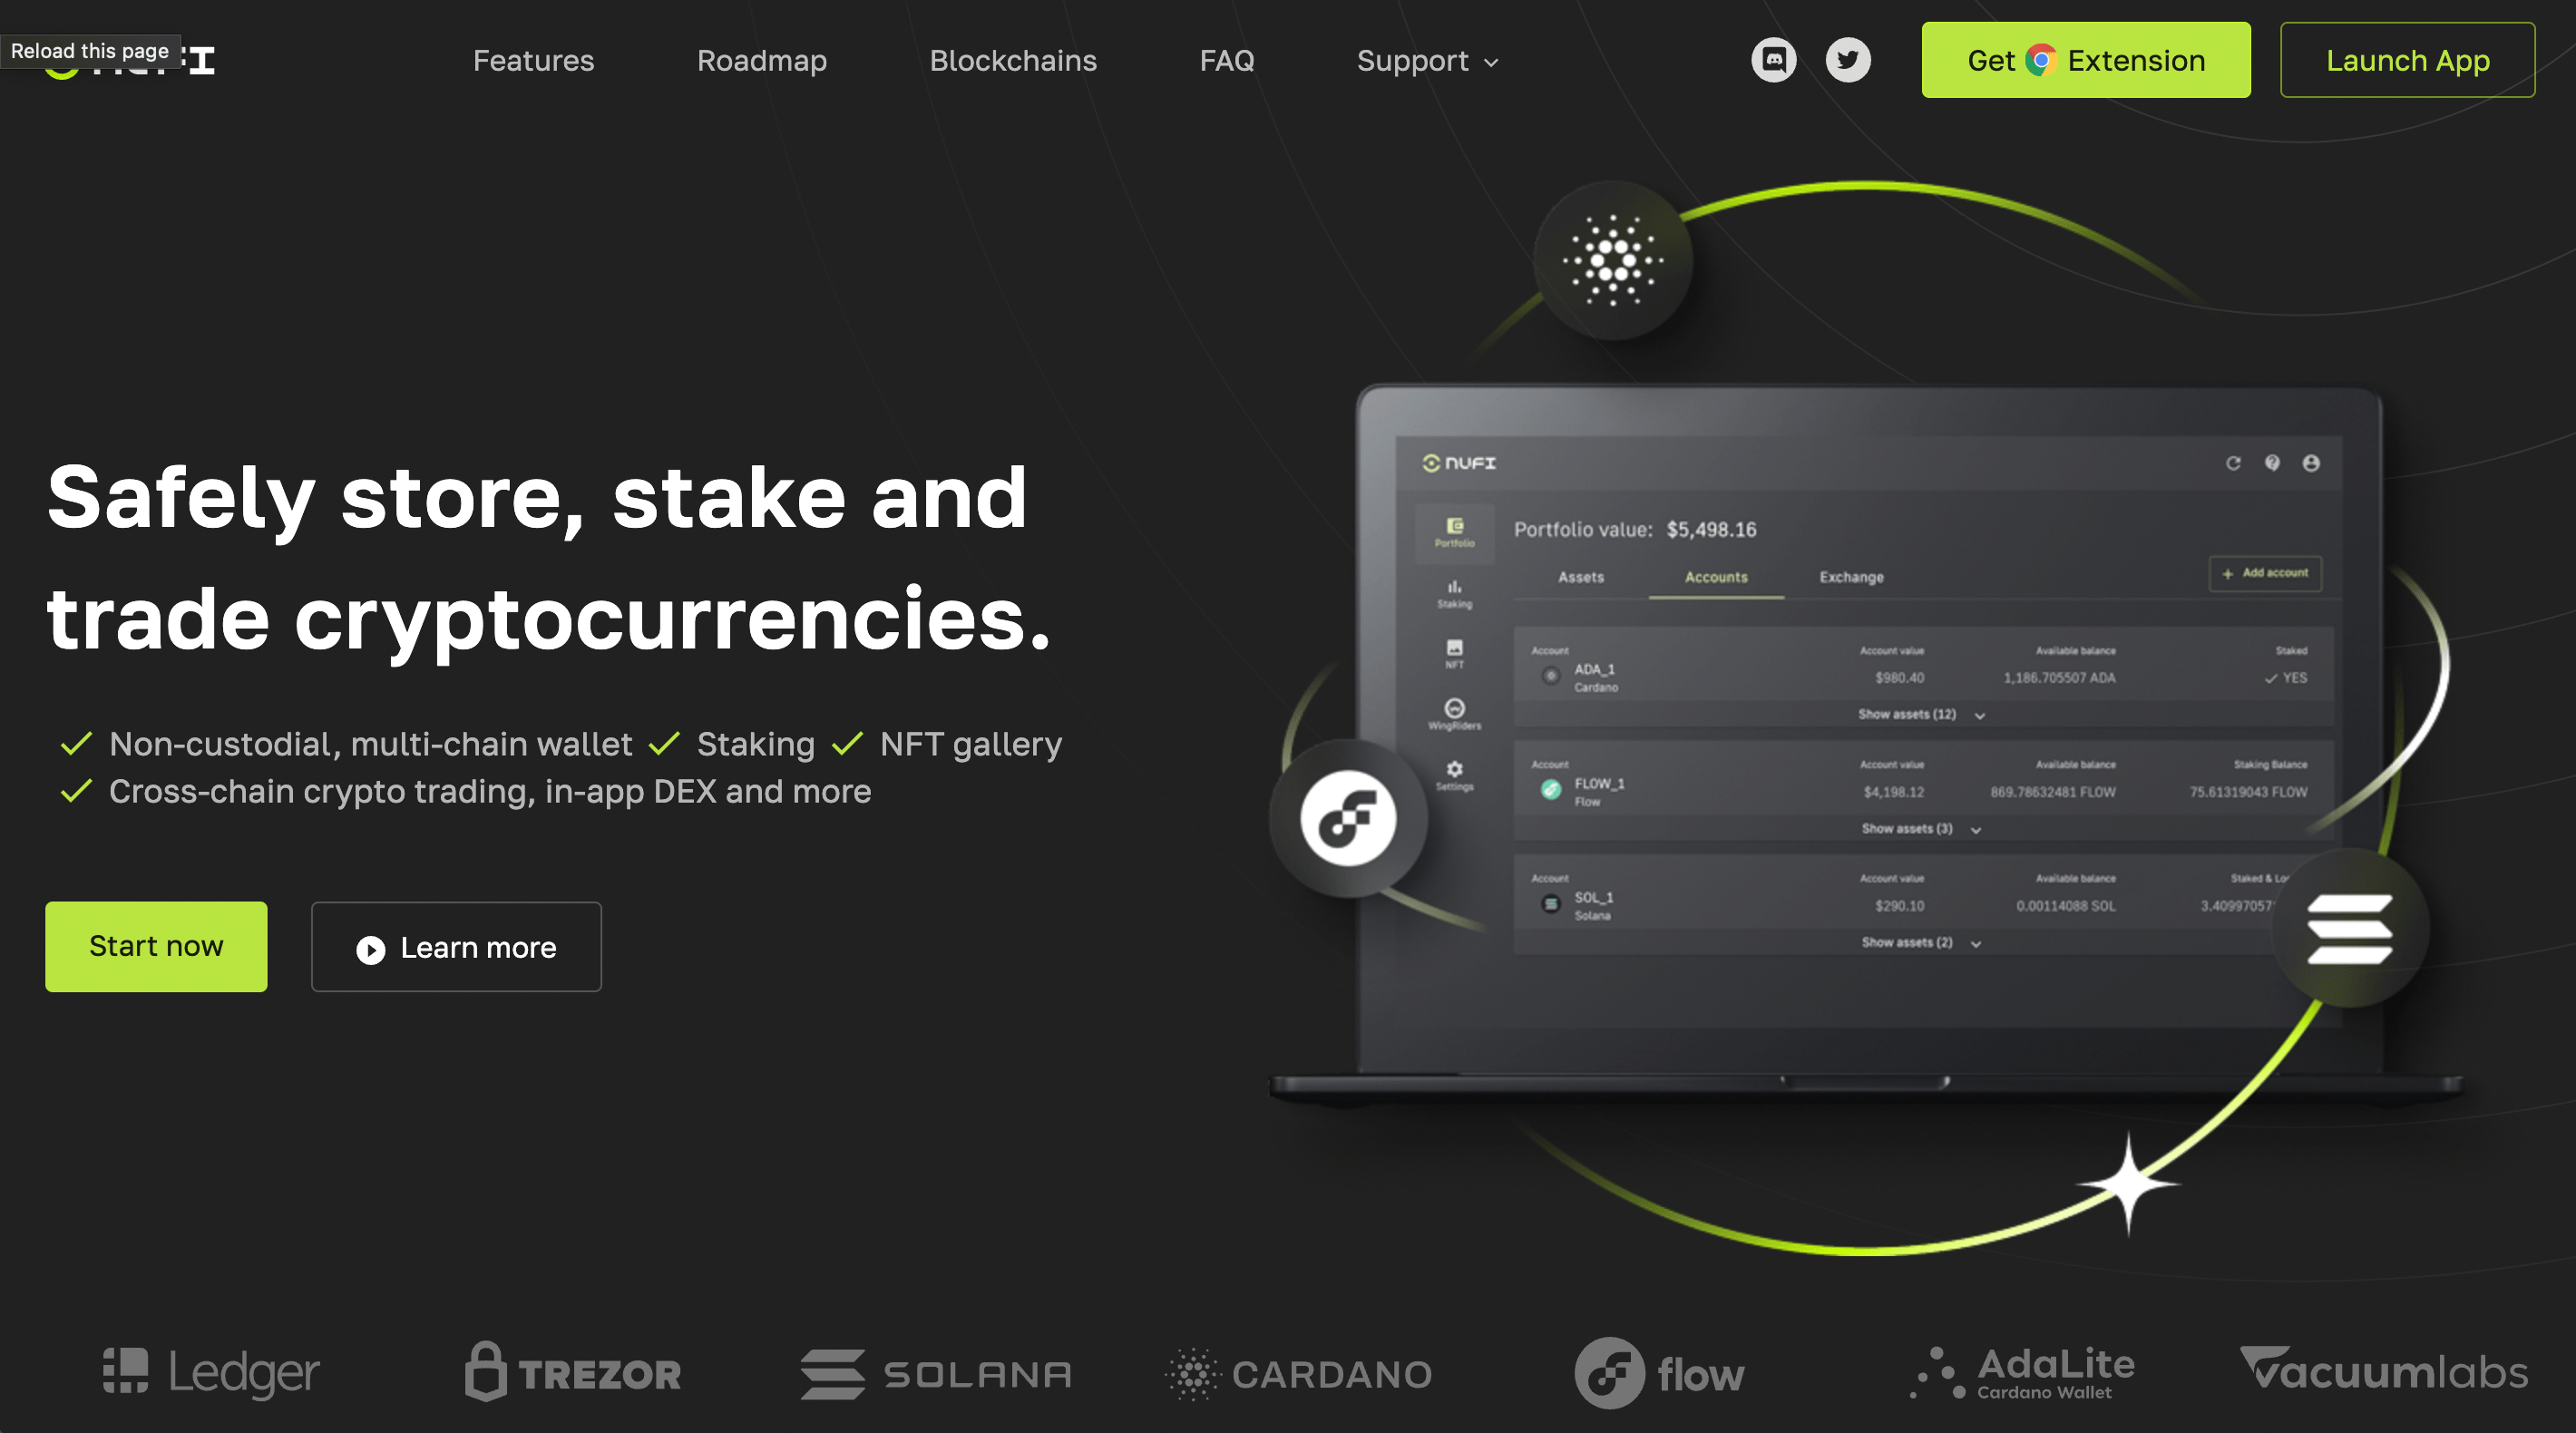 Reload this page
Features
Roadmap
Blockchains
FAQ
Support
Get Extension
Launch App
Safely store, stake and
trade cryptocurrencies.
Non-custodial, multi-chain wallet
Staking
NFT gallery
Cross-chain crypto trading, in-app DEX and more
Start now
Learn more
NUFI
Portfolio
Staking
NFT
WingRiders
Settings
Portfolio value: $5,498.16
Assets
Accounts
Exchange
+ Add account
Account
ADA_1
Cardano
Account value
$980.40
Available balance
1,186.705507 ADA
Staked
YES
Show assets (12)
Account
FLOW_1
Flow
Account value
$4,198.12
Available balance
869.78632481 FLOW
Staking Balance
75.61319043 FLOW
Show assets (3)
Account
SOL_1
Solana
Account value
$290.10
Available balance
0.00114088 SOL
Staked &
Show assets (2)
Ledger
TREZOR
SOLANA
CARDANO
flow
AdaLite
Cardano Wallet
Vacuumlabs